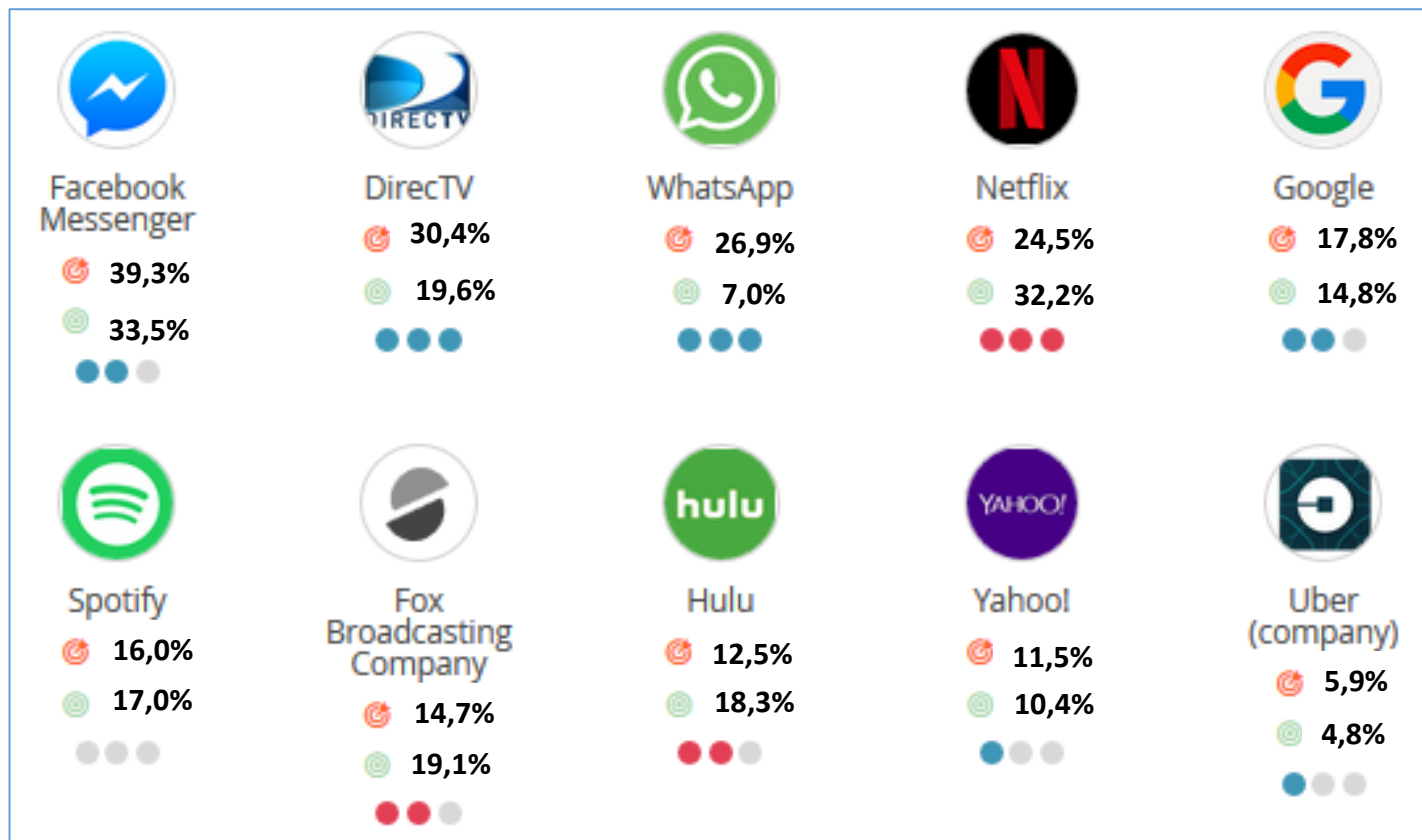 DIRECTV
hulu
YAHOO!
Facebook
Messenger
39,3%
33,5%
DirecTV
30,4%
19,6%
WhatsApp
26,9%
7,0%
Netflix
24,5%
32,2%
Google
17,8%
14,8%
Spotify
16,0%
17,0%
Fox
Broadcasting
Company
14,7%
19,1%
Hulu
12,5%
18,3%
Yahoo!
11,5%
10,4%
Uber
(company)
5,9%
4,8%